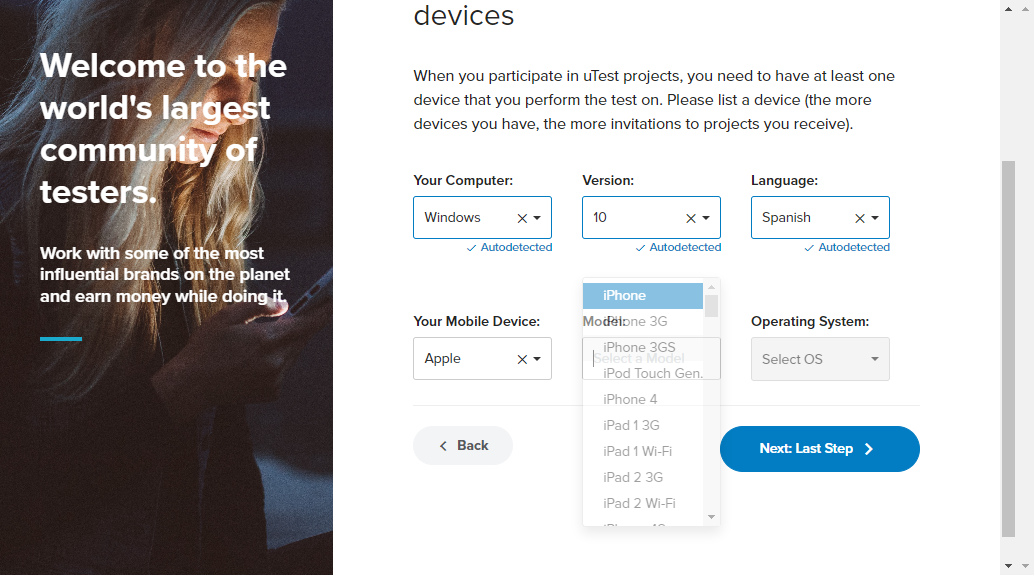 Welcome to the
world's largest
community of
testers.
Work with some of the most
influential brands on the planet
and earn money while doing it.
devices
When you participate in uTest projects, you need to have at least one
device that you perform the test on. Please list a device (the more
devices you have, the more invitations to projects you receive).
Your Computer:
Version:
Language:
Windows
10
Spanish
Autodetected
Autodetected
Autodetected
Your Mobile Device:
Model:
Operating System:
Apple
Select a Model
Select OS
iPhone
iPhone 3G
iPhone 3GS
iPod Touch Gen.
iPhone 4
iPad 1 3G
iPad 1 Wi-Fi
iPad 2 3G
iPad 2 Wi-Fi
Back
Next: Last Step